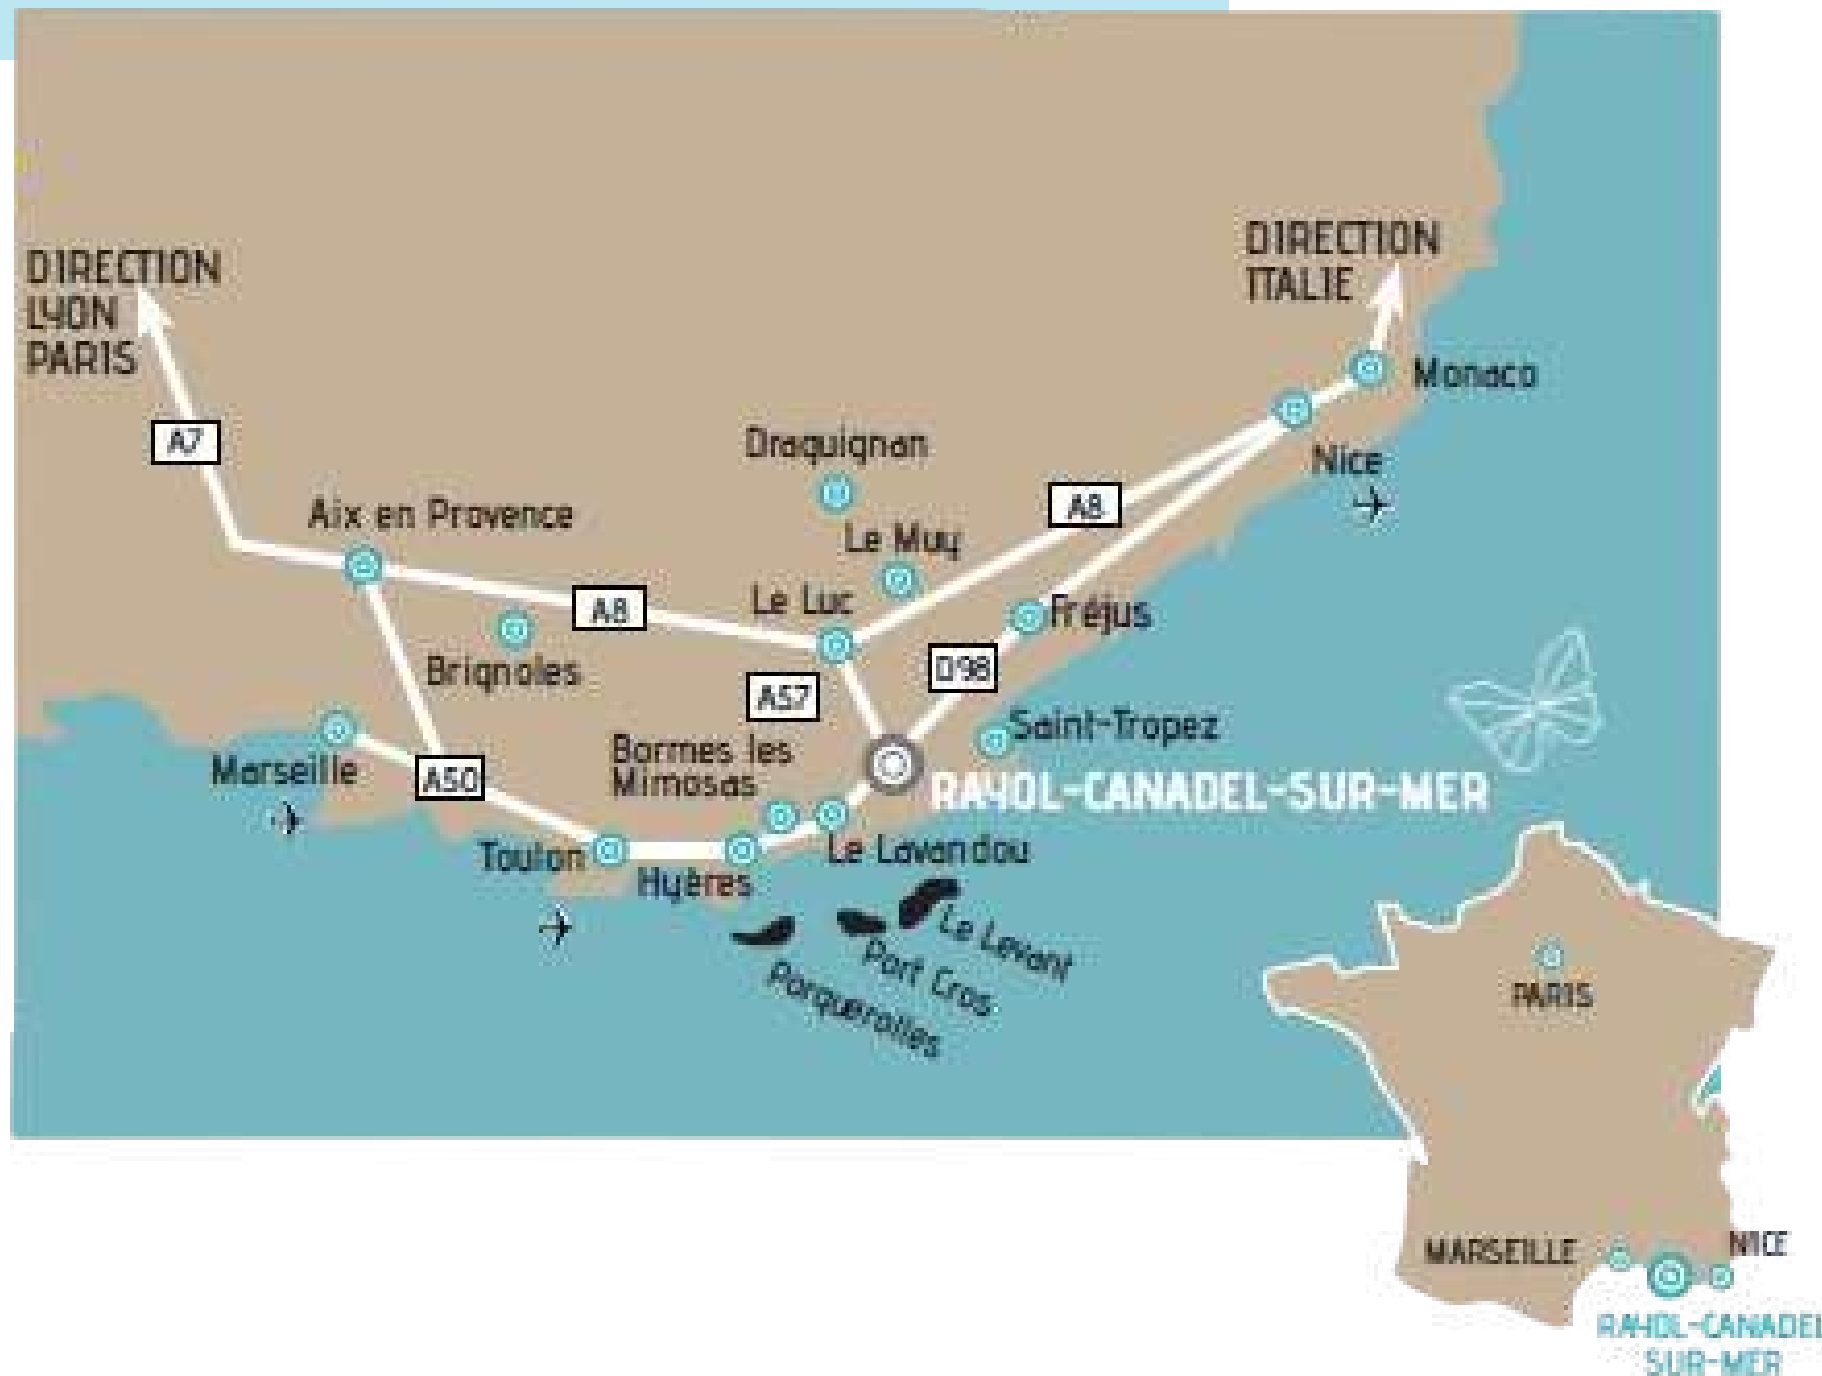 DIRECTION
LYON
PARIS
DIRECTION
ITALIE
Monaco
A7
Draguignan
Nice
Aix en Provence
A8
Le Muy
Le Luc
A8
Fréjus
Brignoles
D98
A57
Saint-Tropez
Bormes les
Mimosas
Marseille
A50
RAYOL-CANADEL-SUR-MER
Toulon
Le Lavandou
Hyères
Le Levant
Port Cros
Porquerolles
PARIS
MARSEILLE
NICE
RAYOL-CANADEL
SUR-MER